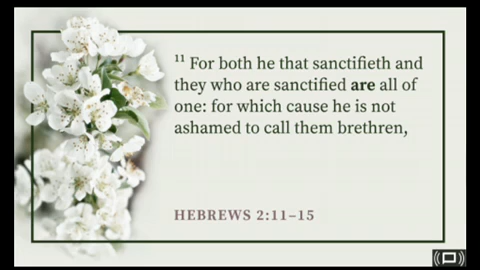 11 For both he that sanctifieth and
they who are sanctified are all of
one: for which cause he is not
ashamed to call them brethren,
HEBREWS 2:11–15